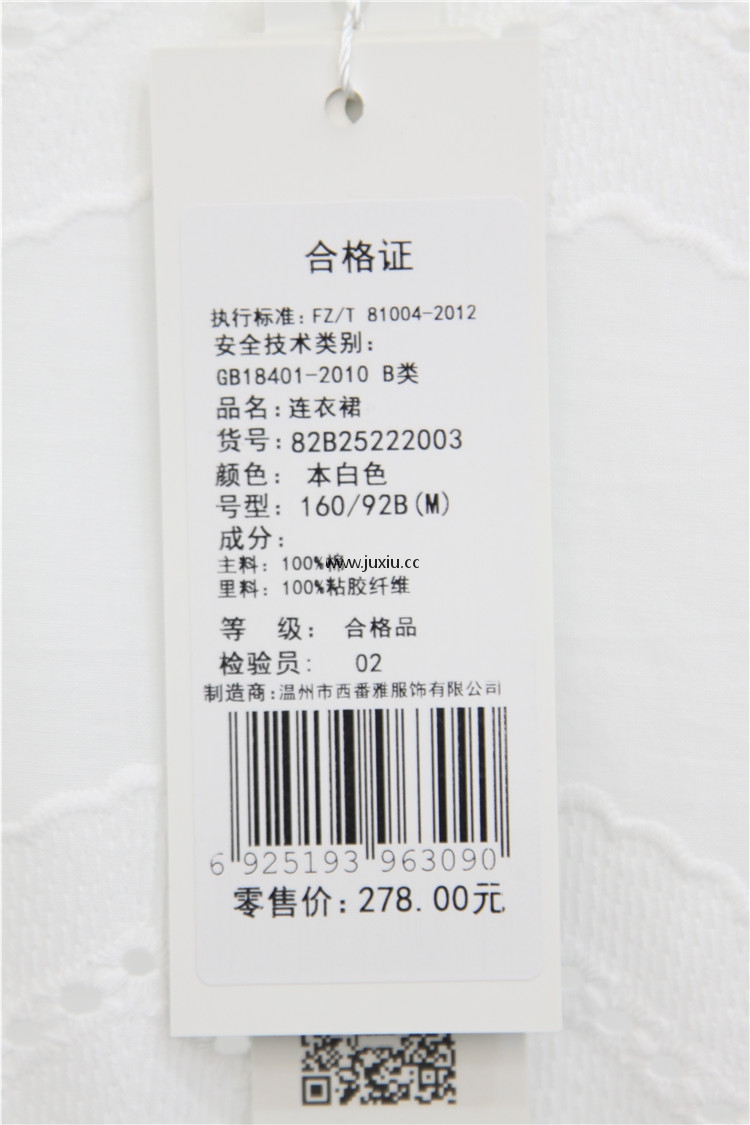 合格证
执行标准: FZ/T 81004-2012
安全技术类别:
GB18401-2010 B类
品名: 连衣裙
货号: 82B25222003
颜色: 本白色
号型: 160/92B(M)
成分:
主料: 100%棉
www.juxiu.cc
里料: 100%粘胶纤维
等 级: 合格品
检验员: 02
制造商:温州市西番雅服饰有限公司
6 925193 963090
零售价: 278.00元